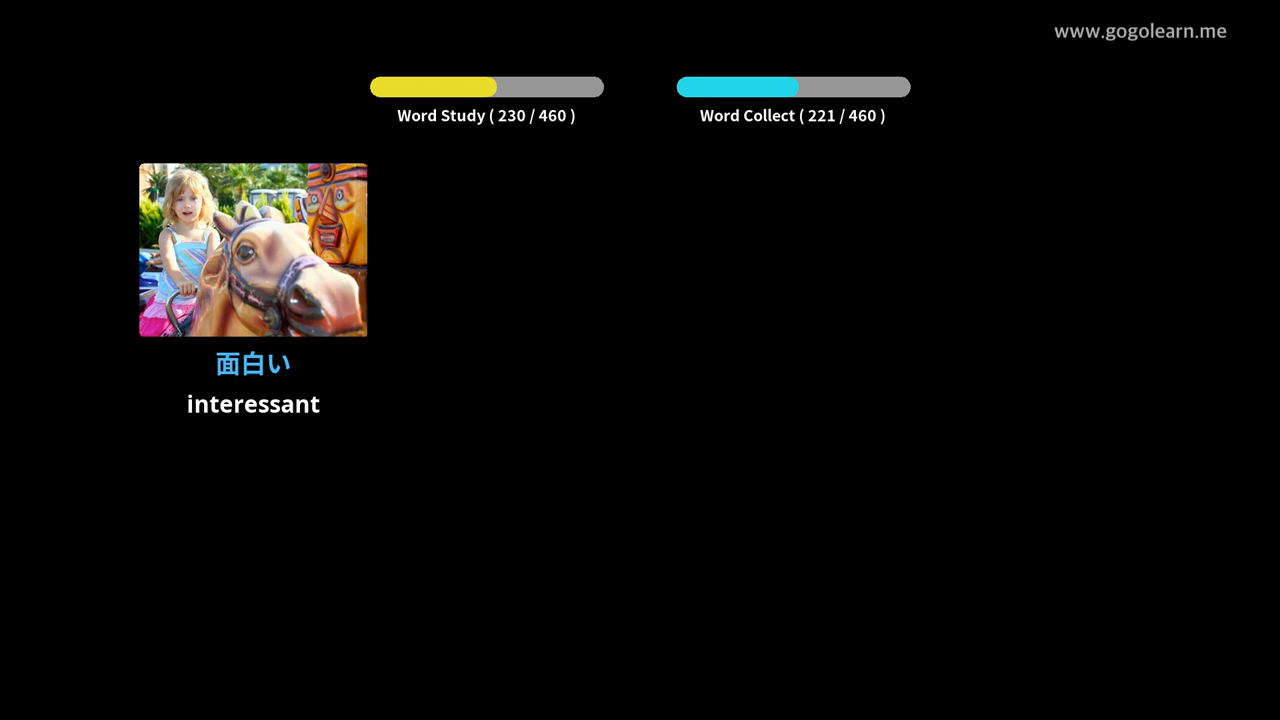 www.gogolearn.me
Word Study ( 230 / 460 )
Word Collect ( 221 / 460 )
面白い
interessant